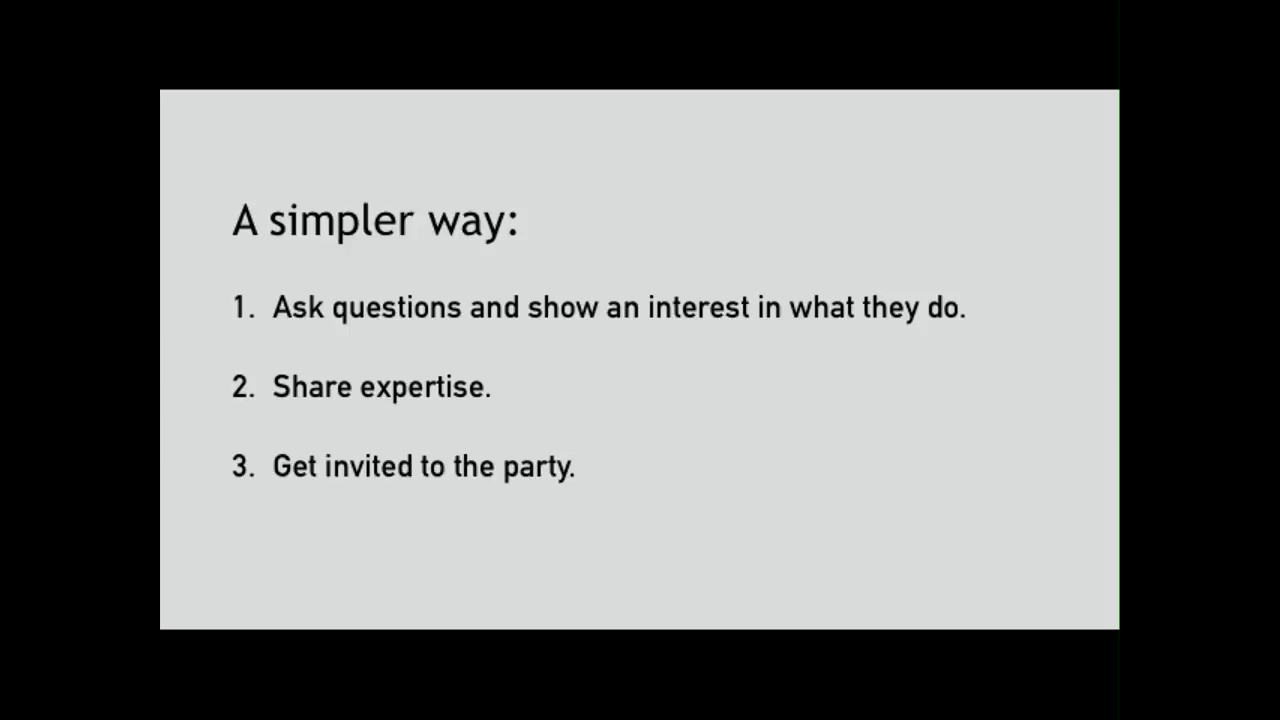 A simpler way:
1. Ask questions and show an interest in what they do.
2. Share expertise.
3. Get invited to the party.